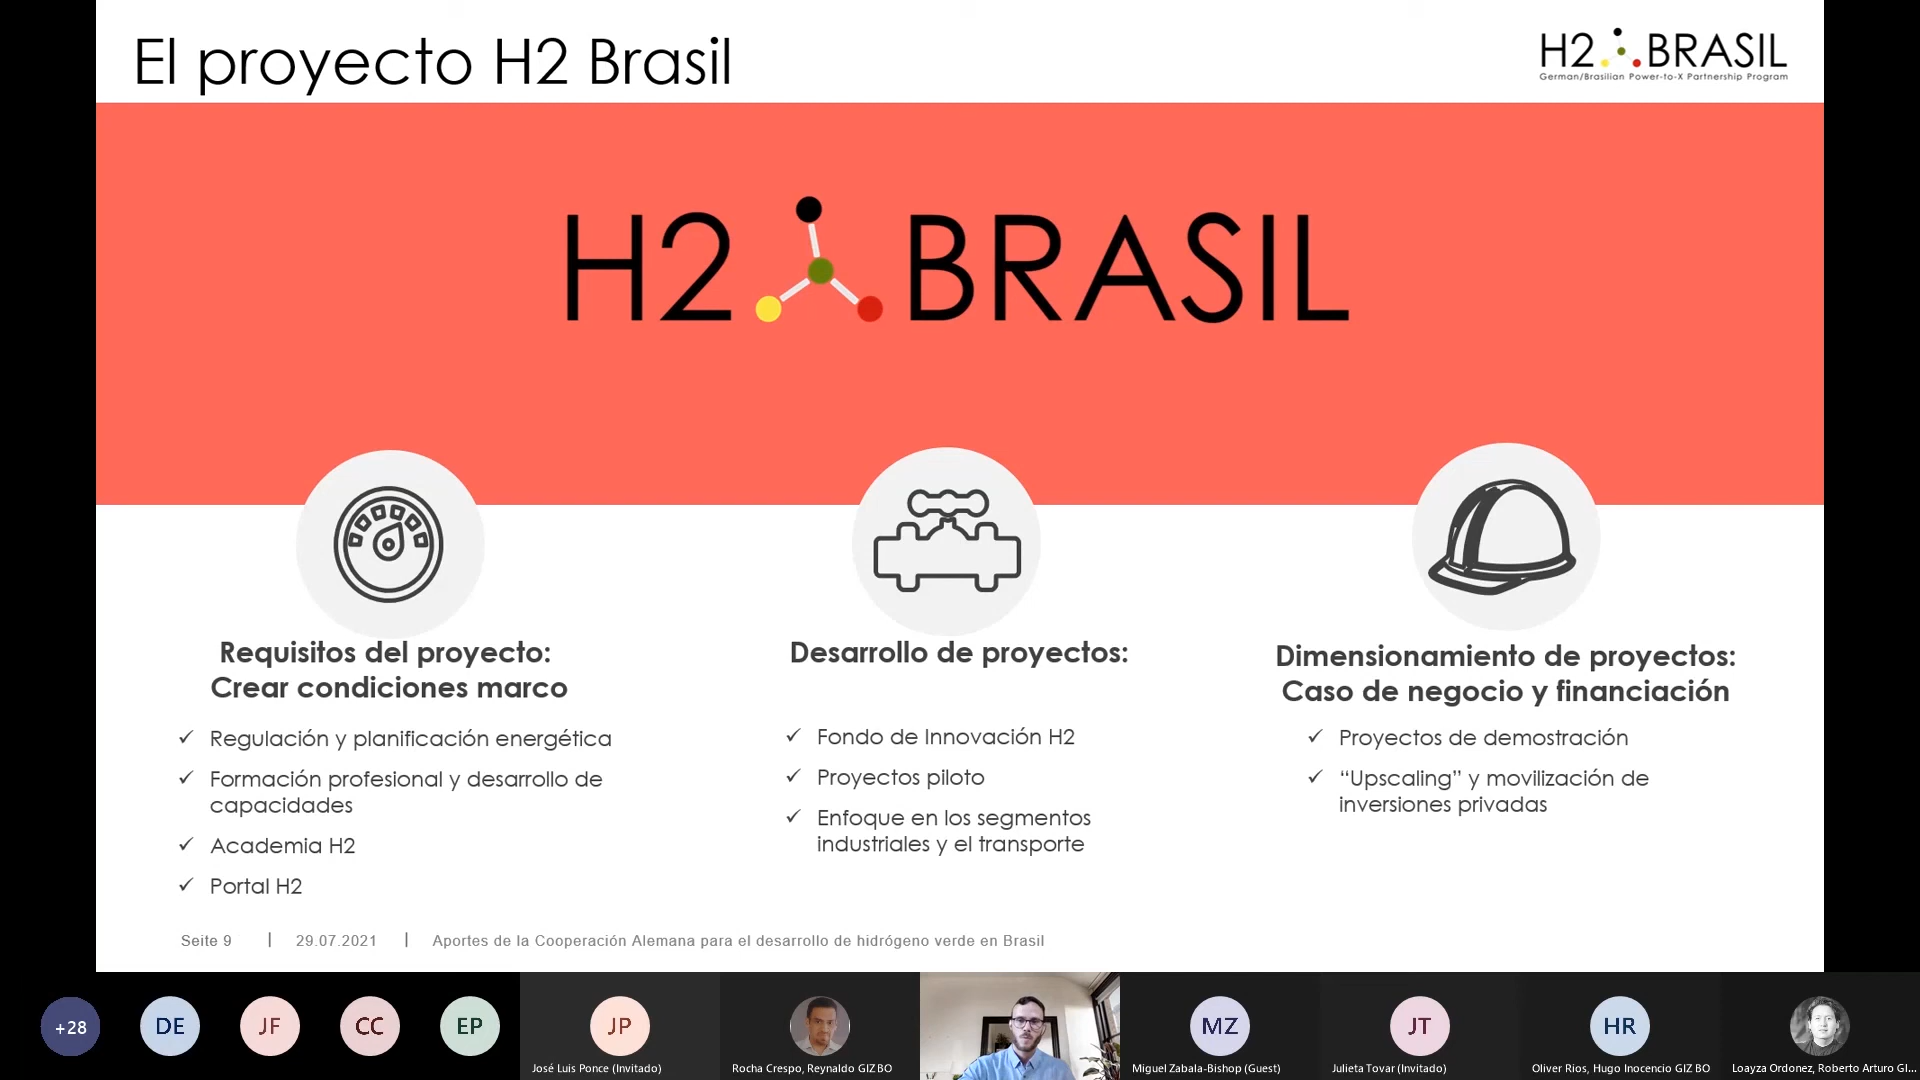 El proyecto H2 Brasil
H2 BRASIL
German/Brasilian Power-to-X Partnership Program
H2 BRASIL
Requisitos del proyecto:
Crear condiciones marco
✓ Regulación y planificación energética
✓ Formación profesional y desarrollo de
capacidades
✓ Academia H2
✓ Portal H2
Desarrollo de proyectos:
✓ Fondo de Innovación H2
✓ Proyectos piloto
✓ Enfoque en los segmentos
industriales y el transporte
Dimensionamiento de proyectos:
Caso de negocio y financiación
✓ Proyectos de demostración
✓ “Upscaling” y movilización de
inversiones privadas
Seite 9 | 29.07.2021 | Aportes de la Cooperación Alemana para el desarrollo de hidrógeno verde en Brasil
+28 DE JF CC EP JP MZ JT HR
José Luis Ponce (Invitado) Rocha Crespo, Reynaldo GIZ BO Miguel Zabala-Bishop (Guest) Julieta Tovar (Invitado) Oliver Rios, Hugo Inocencio GIZ BO Loayza Ordonez, Roberto Arturo GI...